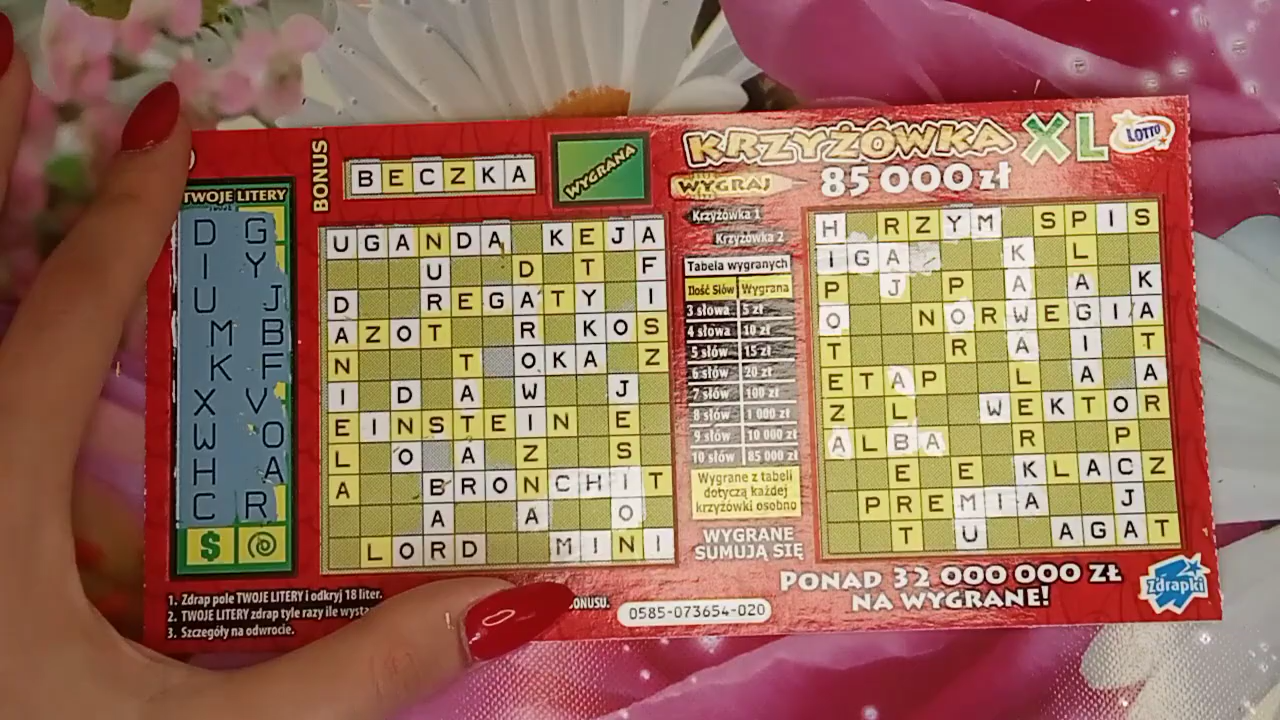 TWOJE LITERY
D G
I Y
U J
M B
K F
X V
W O
H A
C R
$
BONUS
BECZKA
WYGRANA
KRZYŻÓWKA XL
LOTTO
WYGRAJ 85 000 zł
Krzyżówka 1
Krzyżówka 2
Tabela wygranych
Ilość Słów Wygrana
3 słowa 5 zł
4 słowa 10 zł
5 słów 15 zł
6 słów 20 zł
7 słów 100 zł
8 słów 1 000 zł
9 słów 10 000 zł
10 słów 85 000 zł
Wygrane z tabeli
dotyczą każdej
krzyżówki osobno
WYGRANE
SUMUJĄ SIĘ
UGANDA KEJA
U D T F
D REGATY I
AZOT R KOS
N T OKA Z
I D A W J
EINSTEIN E
L O A Z S
A BRONCHIT
A A O
LORD MINI
H RZYM SPIS
IGA K L
P J P A A K
O NORWEGIA
T R A I T
ETAP L A A
Z L WEKTOR
ALBA R P
E E KLACZ
PREMIA J
T U AGAT
PONAD 32 000 000 ZŁ
NA WYGRANE!
Zdrapki
1. Zdrap pole TWOJE LITERY i odkryj 18 liter.
2. TWOJE LITERY zdrap tyle razy ile
3. Szczegóły na odwrocie.
BONUSU.
0585-073654-020